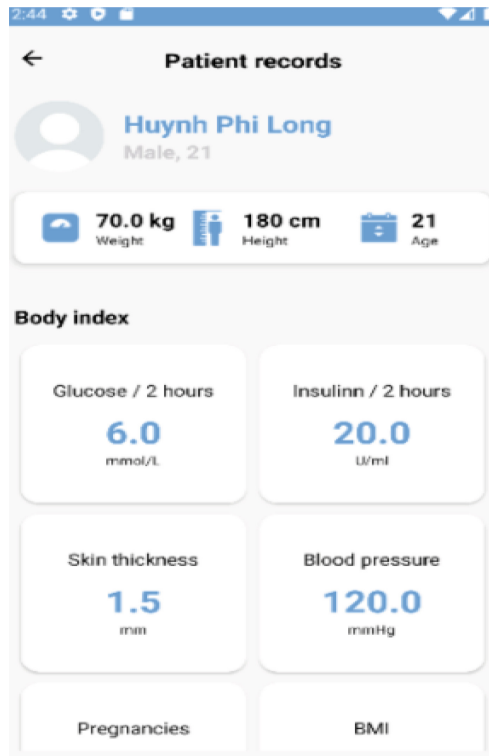 2:44
Patient records
Huynh Phi Long
Male, 21
70.0 kg
Weight
180 cm
Height
21
Age
Body index
Glucose / 2 hours
6.0
mmol/L
Insulinn / 2 hours
20.0
U/ml
Skin thickness
1.5
mm
Blood pressure
120.0
mmHg
Pregnancies
BMI